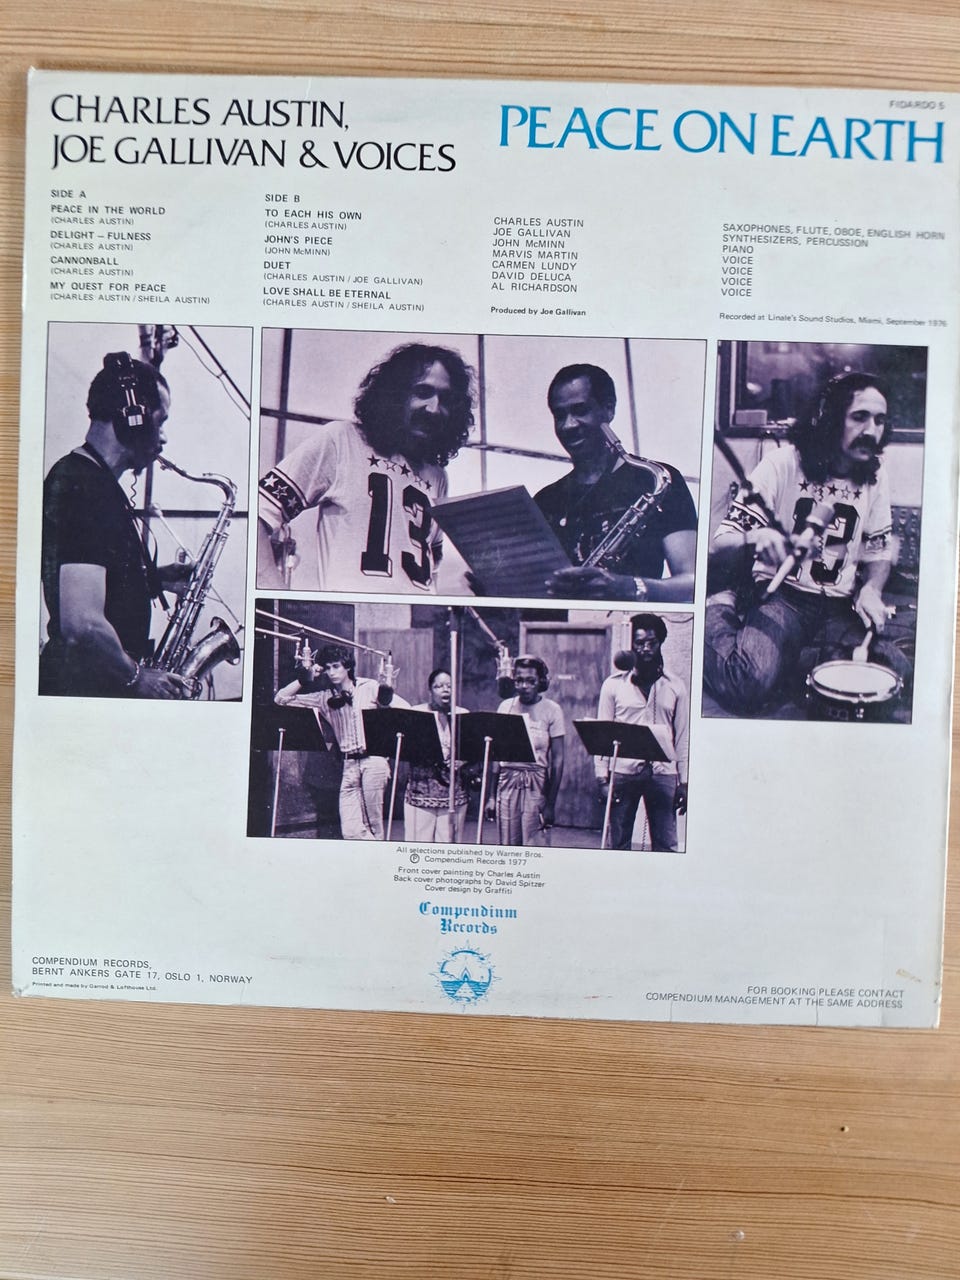 CHARLES AUSTIN,
JOE GALLIVAN & VOICES
PEACE ON EARTH
FIDARDO 5
SIDE A
PEACE IN THE WORLD
(CHARLES AUSTIN)
DELIGHT – FULNESS
(CHARLES AUSTIN)
CANNONBALL
(CHARLES AUSTIN)
MY QUEST FOR PEACE
(CHARLES AUSTIN / SHEILA AUSTIN)
SIDE B
TO EACH HIS OWN
(CHARLES AUSTIN)
JOHN'S PIECE
(JOHN McMINN)
DUET
(CHARLES AUSTIN / JOE GALLIVAN)
LOVE SHALL BE ETERNAL
(CHARLES AUSTIN / SHEILA AUSTIN)
CHARLES AUSTIN
JOE GALLIVAN
JOHN McMINN
MARVIS MARTIN
CARMEN LUNDY
DAVID DELUCA
AL RICHARDSON
Produced by Joe Gallivan
SAXOPHONES, FLUTE, OBOE, ENGLISH HORN
SYNTHESIZERS, PERCUSSION
PIANO
VOICE
VOICE
VOICE
VOICE
Recorded at Linale's Sound Studios, Miami, September 1976
13
13
All selections published by Warner Bros.
Ⓟ Compendium Records 1977
Front cover painting by Charles Austin
Back cover photographs by David Spitzer
Cover design by Graffiti
Compendium
Records
COMPENDIUM RECORDS,
BERNT ANKERS GATE 17, OSLO 1, NORWAY
Printed and made by Garrod & Lofthouse Ltd.
FOR BOOKING PLEASE CONTACT
COMPENDIUM MANAGEMENT AT THE SAME ADDRESS